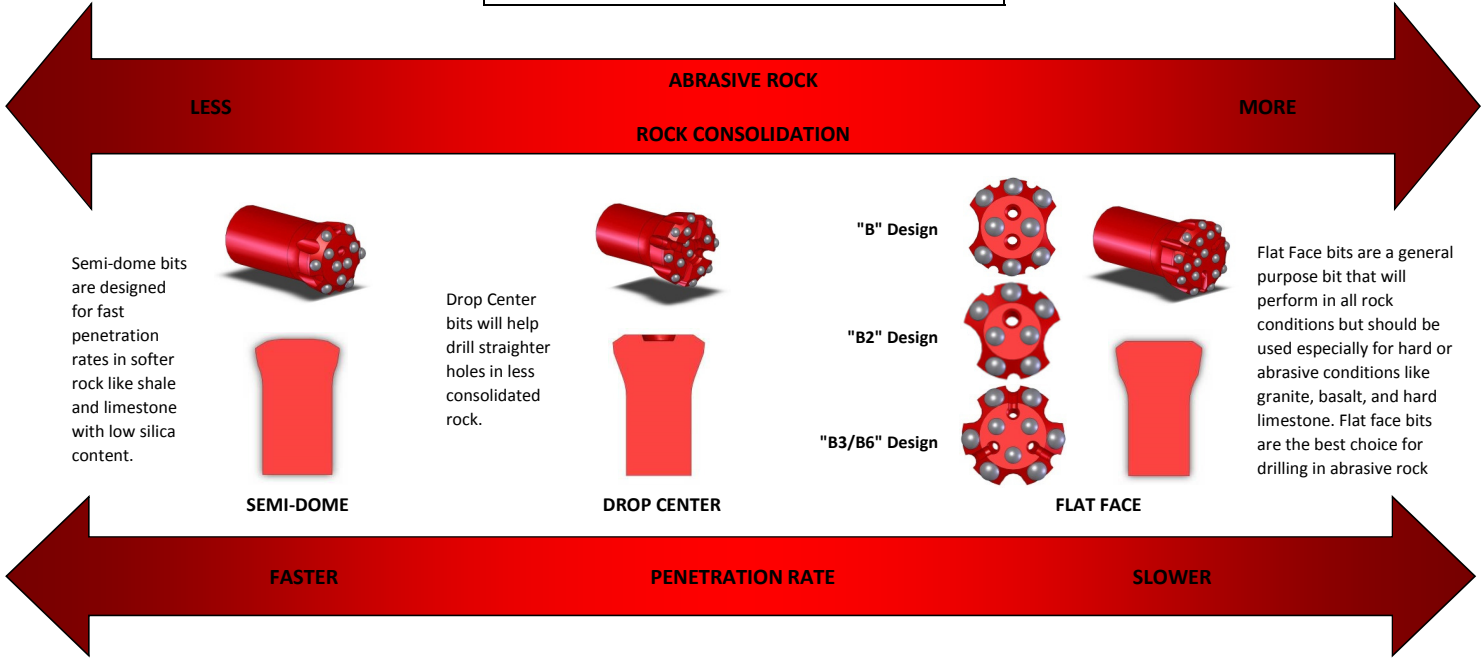 ABRASIVE ROCK
LESS
MORE
ROCK CONSOLIDATION
Semi-dome bits
are designed
for fast
penetration
rates in softer
rock like shale
and limestone
with low silica
content.
SEMI-DOME
Drop Center
bits will help
drill straighter
holes in less
consolidated
rock.
DROP CENTER
"B" Design
"B2" Design
"B3/B6" Design
FLAT FACE
Flat Face bits are a general
purpose bit that will
perform in all rock
conditions but should be
used especially for hard or
abrasive conditions like
granite, basalt, and hard
limestone. Flat face bits
are the best choice for
drilling in abrasive rock
FASTER
PENETRATION RATE
SLOWER